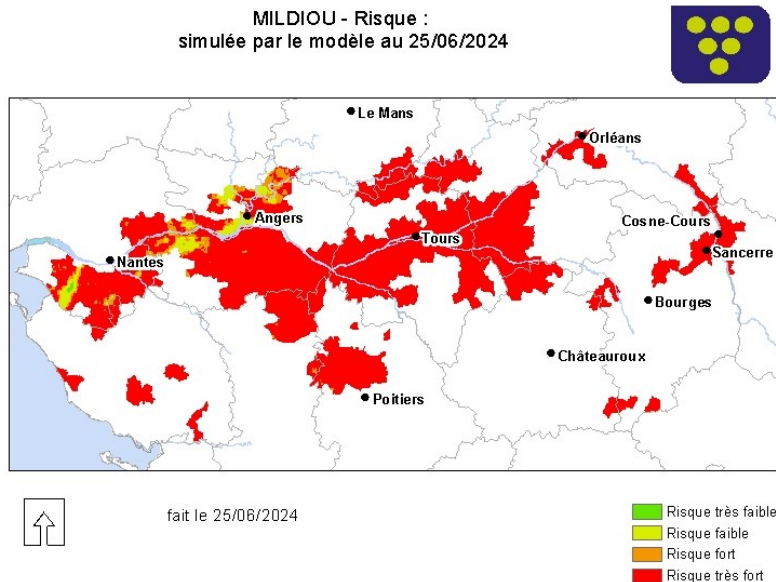 MILDIOU - Risque :
simulée par le modèle au 25/06/2024
Le Mans
Orléans
Angers
Cosne-Cours
Tours
Sancerre
Nantes
Bourges
Châteauroux
Poitiers
fait le 25/06/2024
Risque très faible
Risque faible
Risque fort
Risque très fort